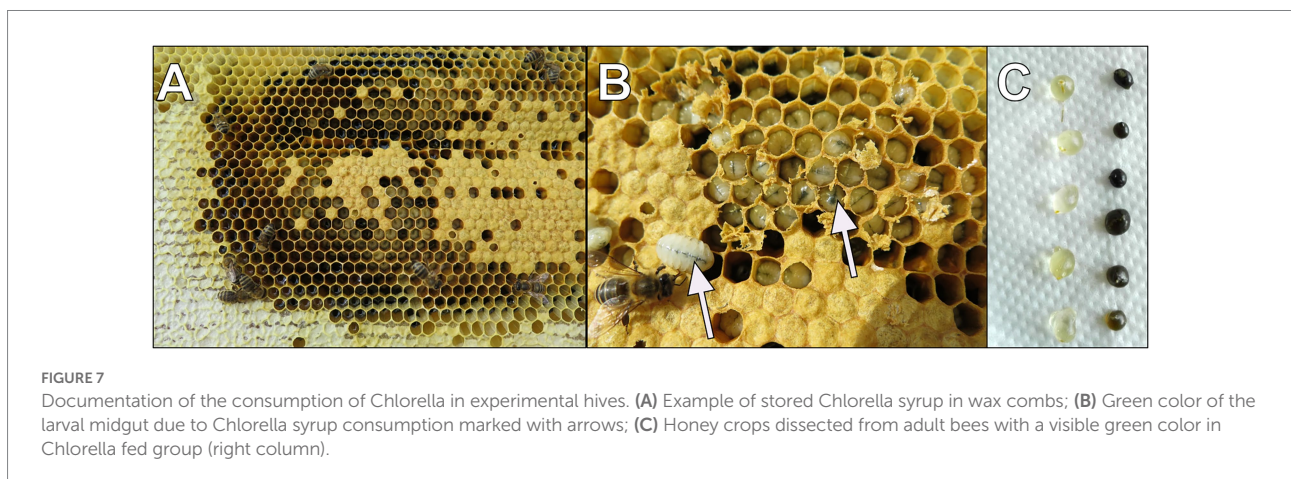 A
B
C
FIGURE 7
Documentation of the consumption of Chlorella in experimental hives. (A) Example of stored Chlorella syrup in wax combs; (B) Green color of the
larval midgut due to Chlorella syrup consumption marked with arrows; (C) Honey crops dissected from adult bees with a visible green color in
Chlorella fed group (right column).